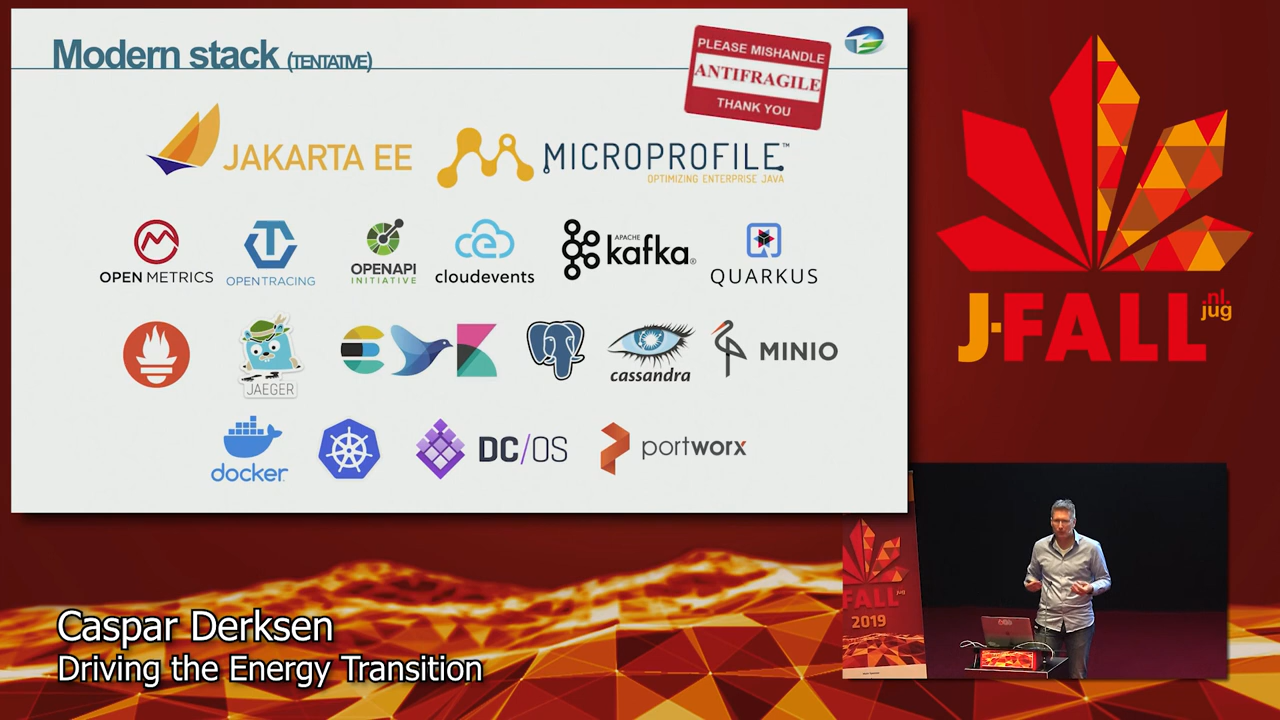 Modern stack (TENTATIVE)
PLEASE MISHANDLE
ANTIFRAGILE
THANK YOU
JAKARTA EE
MICROPROFILE™
OPTIMIZING ENTERPRISE JAVA
OPEN METRICS
OPENTRACING
OPENAPI
INITIATIVE
cloudevents
APACHE
kafka®
QUARKUS
JAEGER
cassandra
MINIO
docker
DC/OS
portworx
J-FALL
.nl
jug
FALL
2019
Caspar Derksen
Driving the Energy Transition